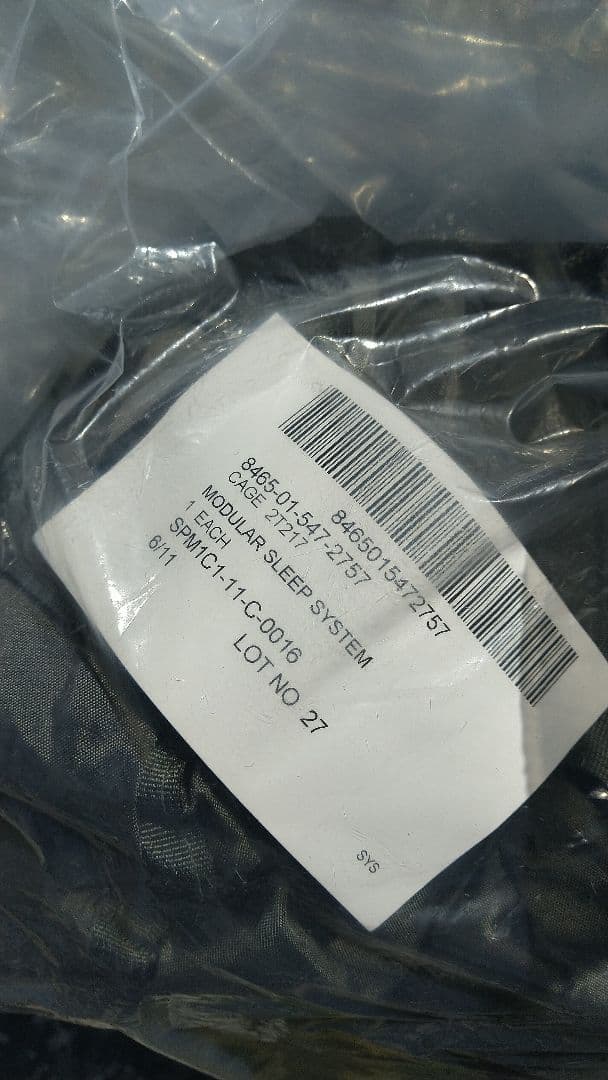 8465015472757
8465-01-547-2757
CAGE 2T217
MODULAR SLEEP SYSTEM
1 EACH
SPM1C1-11-C-0016
6/11
LOT NO 27
SYS